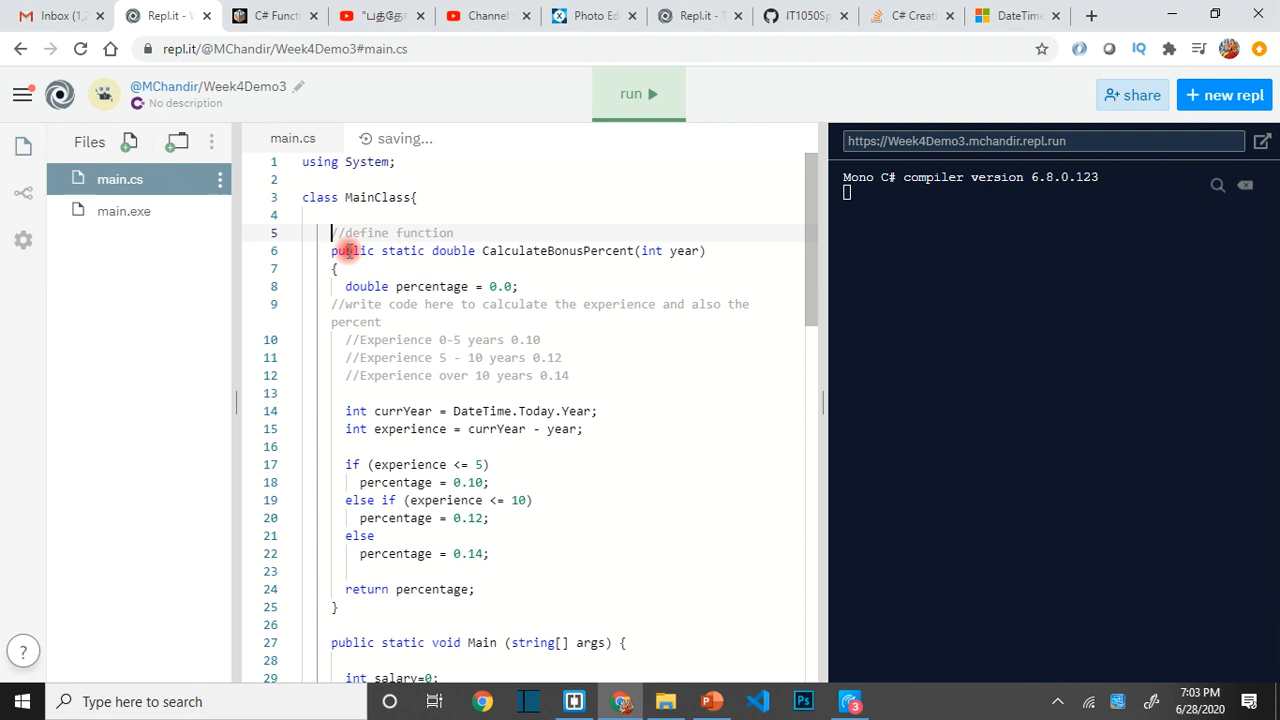 Inbox (1,2
Repl.it - W
C# Functi
Channel c
Photo Ed
Repl.it - T
IT1050Sp
C# Creati
DateTime
repl.it/@MChandir/Week4Demo3#main.cs
IQ
@MChandir/Week4Demo3
No description
run
share
+ new repl
Files
main.cs
main.exe
main.cs
saving...
https://Week4Demo3.mchandir.repl.run
Mono C# compiler version 6.8.0.123
1 using System;
2
3 class MainClass{
4
5 //define function
6 public static double CalculateBonusPercent(int year)
7 {
8 double percentage = 0.0;
9 //write code here to calculate the experience and also the
percent
10 //Experience 0-5 years 0.10
11 //Experience 5 - 10 years 0.12
12 //Experience over 10 years 0.14
13
14 int currYear = DateTime.Today.Year;
15 int experience = currYear - year;
16
17 if (experience <= 5)
18 percentage = 0.10;
19 else if (experience <= 10)
20 percentage = 0.12;
21 else
22 percentage = 0.14;
23
24 return percentage;
25 }
26
27 public static void Main (string[] args) {
28
29 int salary=0;
?
Type here to search
Ps
3
7:03 PM
6/28/2020